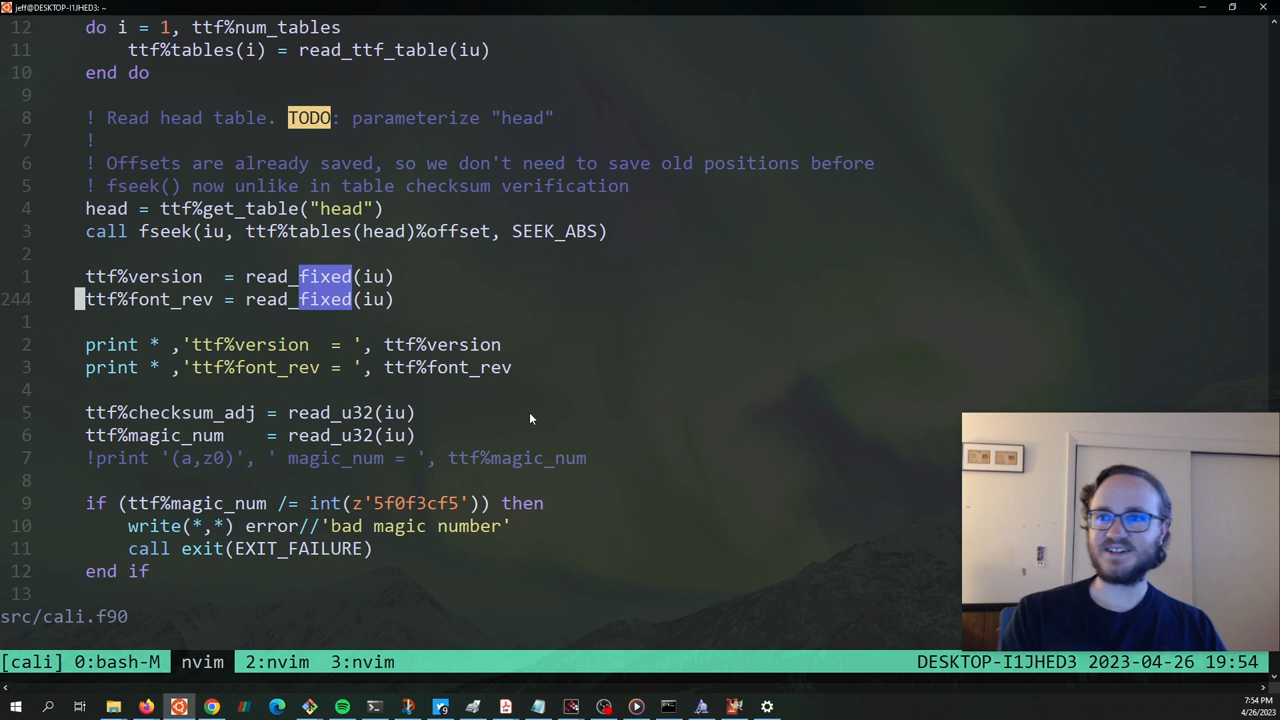 jeff@DESKTOP-I1JHED3: ~
12 do i = 1, ttf%num_tables
11 ttf%tables(i) = read_ttf_table(iu)
10 end do
9
8 ! Read head table. TODO: parameterize "head"
7 !
6 ! Offsets are already saved, so we don't need to save old positions before
5 ! fseek() now unlike in table checksum verification
4 head = ttf%get_table("head")
3 call fseek(iu, ttf%tables(head)%offset, SEEK_ABS)
2
1 ttf%version  = read_fixed(iu)
244 ttf%font_rev = read_fixed(iu)
1
2 print * ,'ttf%version  = ', ttf%version
3 print * ,'ttf%font_rev = ', ttf%font_rev
4
5 ttf%checksum_adj = read_u32(iu)
6 ttf%magic_num    = read_u32(iu)
7 !print '(a,z0)', ' magic_num = ', ttf%magic_num
8
9 if (ttf%magic_num /= int(z'5f0f3cf5')) then
10 write(*,*) error//'bad magic number'
11 call exit(EXIT_FAILURE)
12 end if
13
src/cali.f90
[cali] 0:bash-M nvim 2:nvim 3:nvim DESKTOP-I1JHED3 2023-04-26 19:54
7:54 PM
4/26/2023